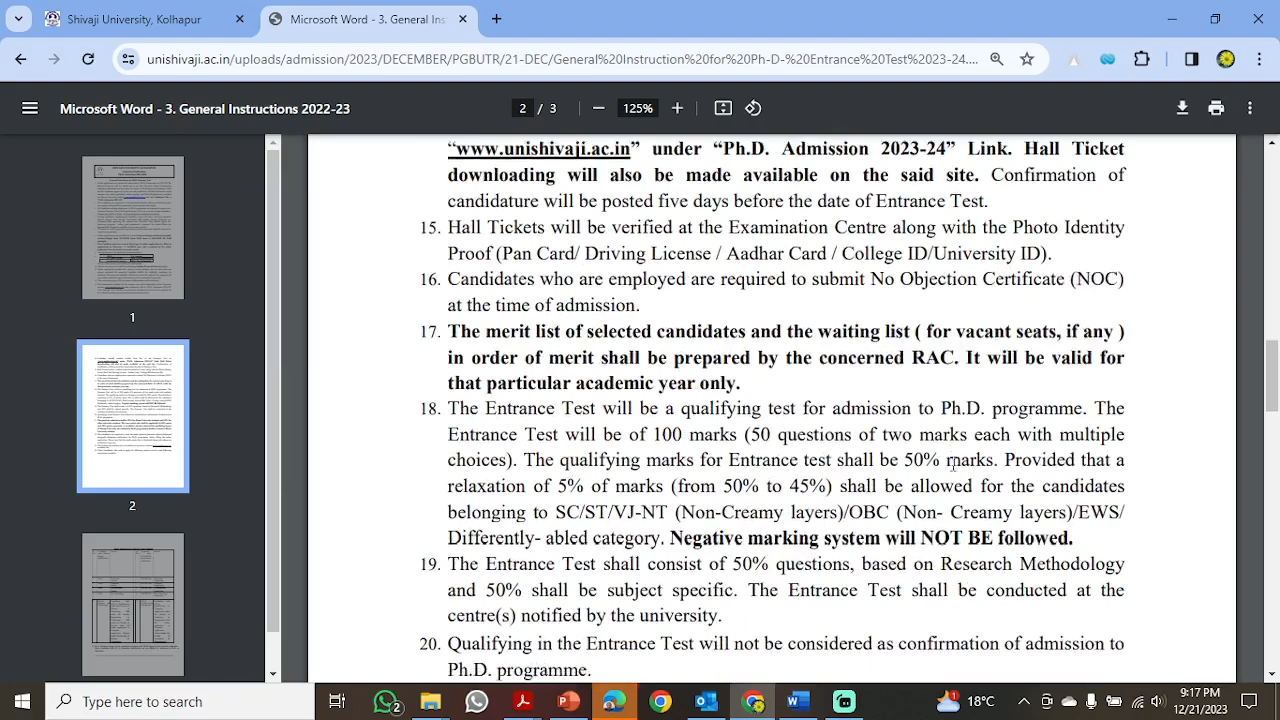 Shivaji University, Kolhapur
Microsoft Word - 3. General Inst
unishivaji.ac.in/uploads/admission/2023/DECEMBER/PGBUTR/21-DEC/General%20Instruction%20for%20Ph-D-%20Entrance%20Test%2023-24....
Microsoft Word - 3. General Instructions 2022-23
2 / 3
125%
1
2
“www.unishivaji.ac.in” under “Ph.D. Admission 2023-24” Link. Hall Ticket
downloading will also be made available on the said site. Confirmation of
candidature will be posted five days before the date of Entrance Test.
15. Hall Tickets will be verified at the Examination Centre along with the Photo Identity
Proof (Pan Card/ Driving License / Aadhar Card / College ID/University ID).
16. Candidates who are employed are required to submit No Objection Certificate (NOC)
at the time of admission.
17. The merit list of selected candidates and the waiting list ( for vacant seats, if any )
in order of merit shall be prepared by the concerned RAC. It will be valid for
that particular academic year only.
18. The Entrance Test will be a qualifying test for admission to Ph.D. programme. The
Entrance Test will be of 100 marks (50 questions of two marks each with multiple
choices). The qualifying marks for Entrance test shall be 50% marks. Provided that a
relaxation of 5% of marks (from 50% to 45%) shall be allowed for the candidates
belonging to SC/ST/VJ-NT (Non-Creamy layers)/OBC (Non- Creamy layers)/EWS/
Differently- abled category. Negative marking system will NOT BE followed.
19. The Entrance Test shall consist of 50% questions, based on Research Methodology
and 50% shall be subject specific. The Entrance Test shall be conducted at the
centre(s) notified by the university.
20. Qualifying in the Entrance Test will not be considered as confirmation of admission to
Ph.D. programme.
Type here to search
2
1
18°C
9:17 PM
12/21/2023